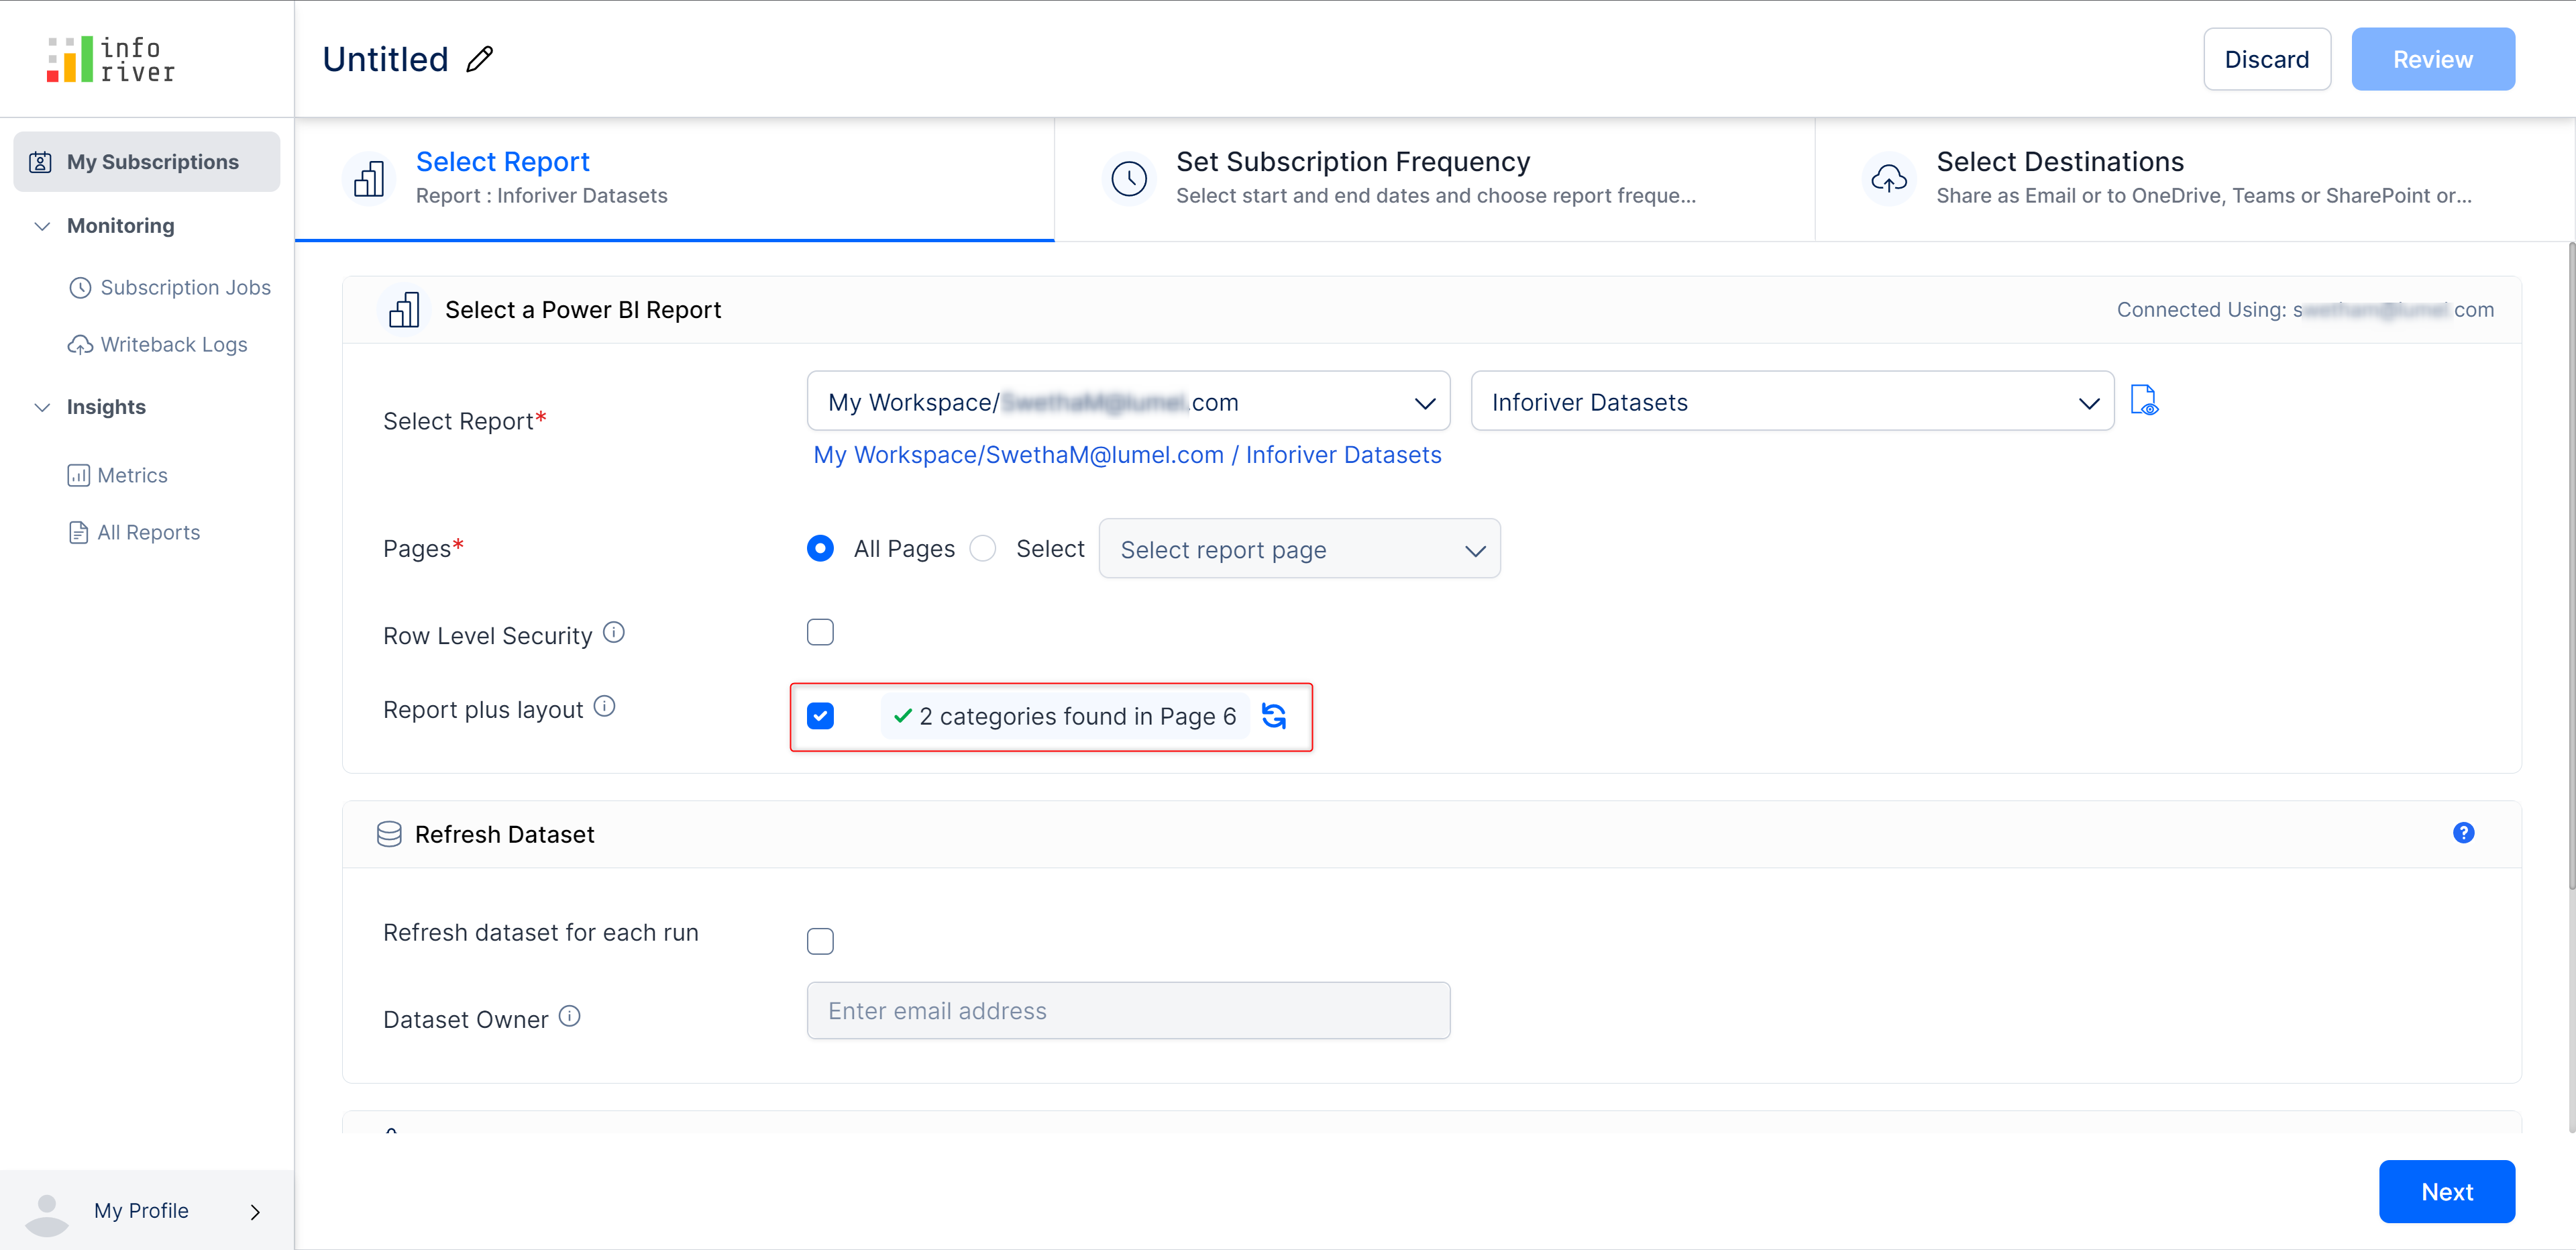 info
river
Untitled
Discard
Review
My Subscriptions
Monitoring
Subscription Jobs
Writeback Logs
Insights
Metrics
All Reports
My Profile
Select Report
Report : Inforiver Datasets
Set Subscription Frequency
Select start and end dates and choose report freque...
Select Destinations
Share as Email or to OneDrive, Teams or SharePoint or...
Select a Power BI Report
Connected Using: s com
Select Report*
My Workspace/ .com
Inforiver Datasets
My Workspace/SwethaM@lumel.com / Inforiver Datasets
Pages*
All Pages
Select
Select report page
Row Level Security
Report plus layout
2 categories found in Page 6
Refresh Dataset
?
Refresh dataset for each run
Dataset Owner
Enter email address
Next